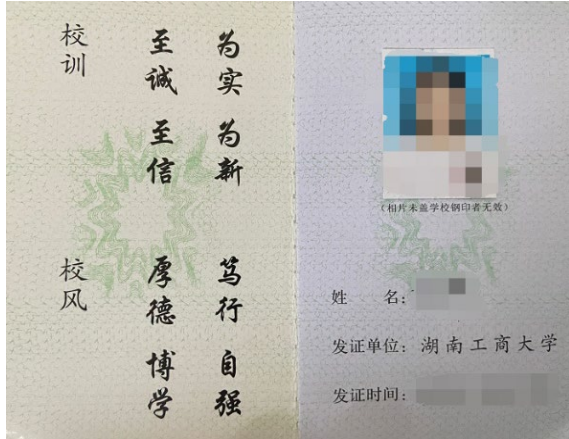 校训
至诚 至信
为实 为新
校风
厚德 博学
笃行 自强
（相片未盖学校钢印者无效）
姓 名：
发证单位：湖南工商大学
发证时间：